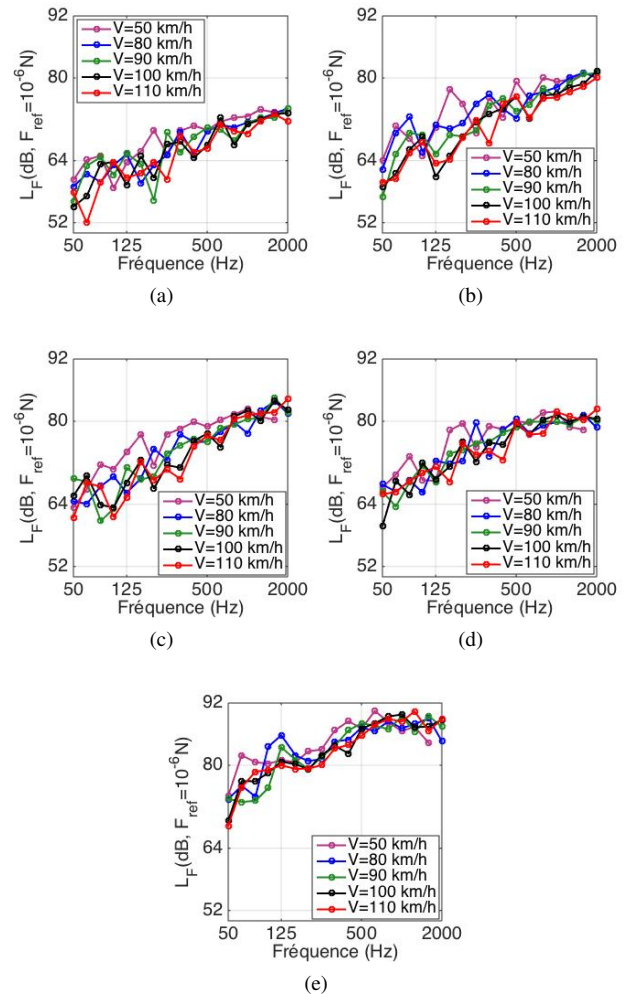 92
80
64
52
50 125 500 2000
L_F(dB, F_ref=10^-6N)
Fréquence (Hz)
V=50 km/h
V=80 km/h
V=90 km/h
V=100 km/h
V=110 km/h
(a)
92
80
64
52
50 125 500 2000
L_F(dB, F_ref=10^-6N)
Fréquence (Hz)
V=50 km/h
V=80 km/h
V=90 km/h
V=100 km/h
V=110 km/h
(b)
92
80
64
52
50 125 500 2000
L_F(dB, F_ref=10^-6N)
Fréquence (Hz)
V=50 km/h
V=80 km/h
V=90 km/h
V=100 km/h
V=110 km/h
(c)
92
80
64
52
50 125 500 2000
L_F(dB, F_ref=10^-6N)
Fréquence (Hz)
V=50 km/h
V=80 km/h
V=90 km/h
V=100 km/h
V=110 km/h
(d)
92
80
64
52
50 125 500 2000
L_F(dB, F_ref=10^-6N)
Fréquence (Hz)
V=50 km/h
V=80 km/h
V=90 km/h
V=100 km/h
V=110 km/h
(e)